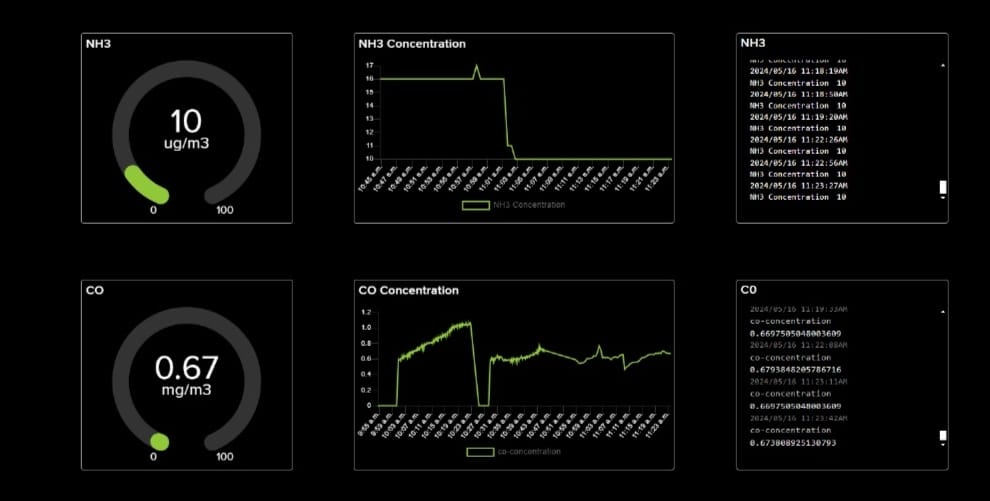 NH3
10
ug/m3
0 100
NH3 Concentration
17
16
15
14
13
12
11
10
10:45 a.m. 10:47 a.m. 10:49 a.m. 10:51 a.m. 10:53 a.m. 10:55 a.m. 10:57 a.m. 10:59 a.m. 11:01 a.m. 11:03 a.m. 11:05 a.m. 11:07 a.m. 11:09 a.m. 11:11 a.m. 11:13 a.m. 11:15 a.m. 11:17 a.m. 11:19 a.m. 11:21 a.m. 11:23 a.m.
NH3 Concentration
NH3
NH3 Concentration 10
2024/05/16 11:18:19AM
NH3 Concentration 10
2024/05/16 11:18:50AM
NH3 Concentration 10
2024/05/16 11:19:20AM
NH3 Concentration 10
2024/05/16 11:22:26AM
NH3 Concentration 10
2024/05/16 11:22:56AM
NH3 Concentration 10
2024/05/16 11:23:27AM
NH3 Concentration 10
CO
0.67
mg/m3
0 100
CO Concentration
1.2
1.0
0.8
0.6
0.4
0.2
0
9:55 a.m. 9:59 a.m. 10:03 a.m. 10:07 a.m. 10:11 a.m. 10:15 a.m. 10:19 a.m. 10:23 a.m. 10:27 a.m. 10:31 a.m. 10:35 a.m. 10:39 a.m. 10:43 a.m. 10:47 a.m. 10:51 a.m. 10:55 a.m. 10:59 a.m. 11:03 a.m. 11:07 a.m. 11:11 a.m. 11:15 a.m. 11:19 a.m. 11:23 a.m.
co-concentration
C0
2024/05/16 11:19:33AM
co-concentration
0.6697505048003609
2024/05/16 11:22:08AM
co-concentration
0.6793848205786716
2024/05/16 11:23:11AM
co-concentration
0.6697505048003609
2024/05/16 11:23:42AM
co-concentration
0.673808925130793